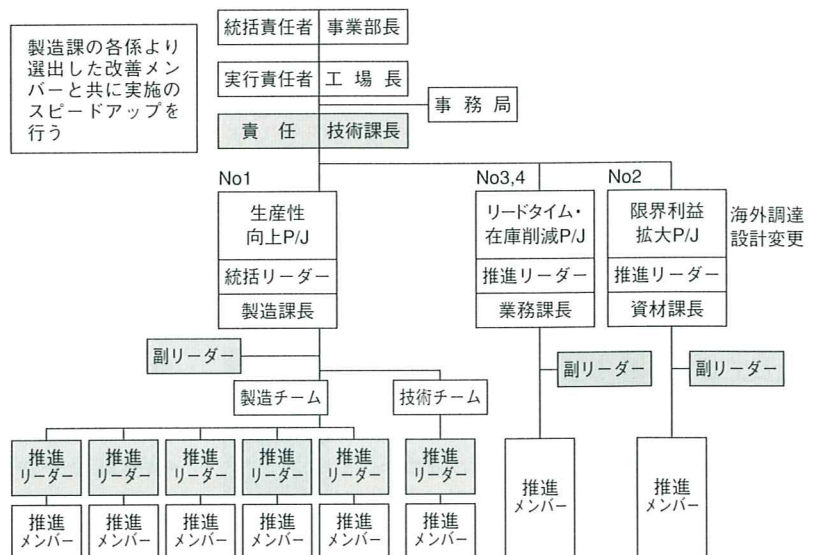 製造課の各係より
選出した改善メン
バーと共に実施の
スピードアップを
行う
統括責任者 事業部長
実行責任者 工場長
事務局
責任 技術課長
No1
生産性
向上P/J
統括リーダー
製造課長
No3,4
リードタイム・
在庫削減P/J
推進リーダー
業務課長
No2
限界利益
拡大P/J
推進リーダー
資材課長
海外調達
設計変更
副リーダー
副リーダー
副リーダー
製造チーム
技術チーム
推進
リーダー
推進
リーダー
推進
リーダー
推進
リーダー
推進
リーダー
推進
リーダー
推進
メンバー
推進
メンバー
推進
メンバー
推進
メンバー
推進
メンバー
推進
メンバー
推進
メンバー
推進
メンバー